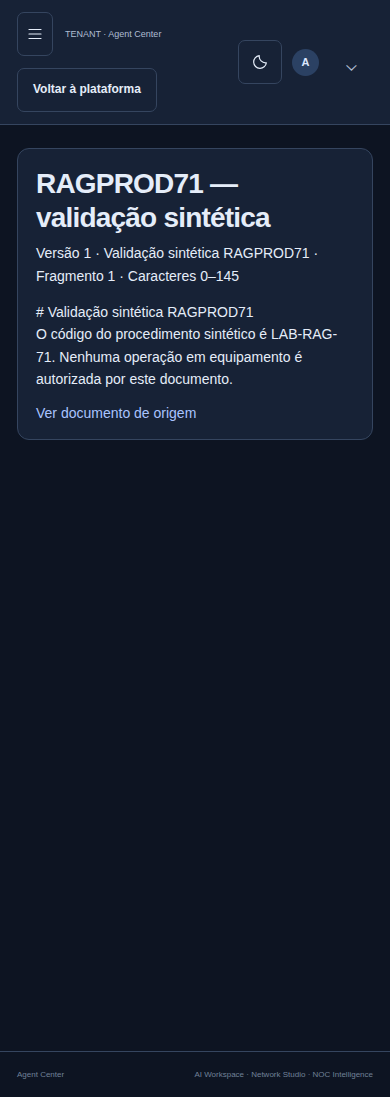 TENANT · Agent Center
Voltar à plataforma
A
RAGPROD71 —
validação sintética
Versão 1 · Validação sintética RAGPROD71 ·
Fragmento 1 · Caracteres 0–145
# Validação sintética RAGPROD71
O código do procedimento sintético é LAB-RAG-
71. Nenhuma operação em equipamento é
autorizada por este documento.
Ver documento de origem
Agent Center
AI Workspace · Network Studio · NOC Intelligence